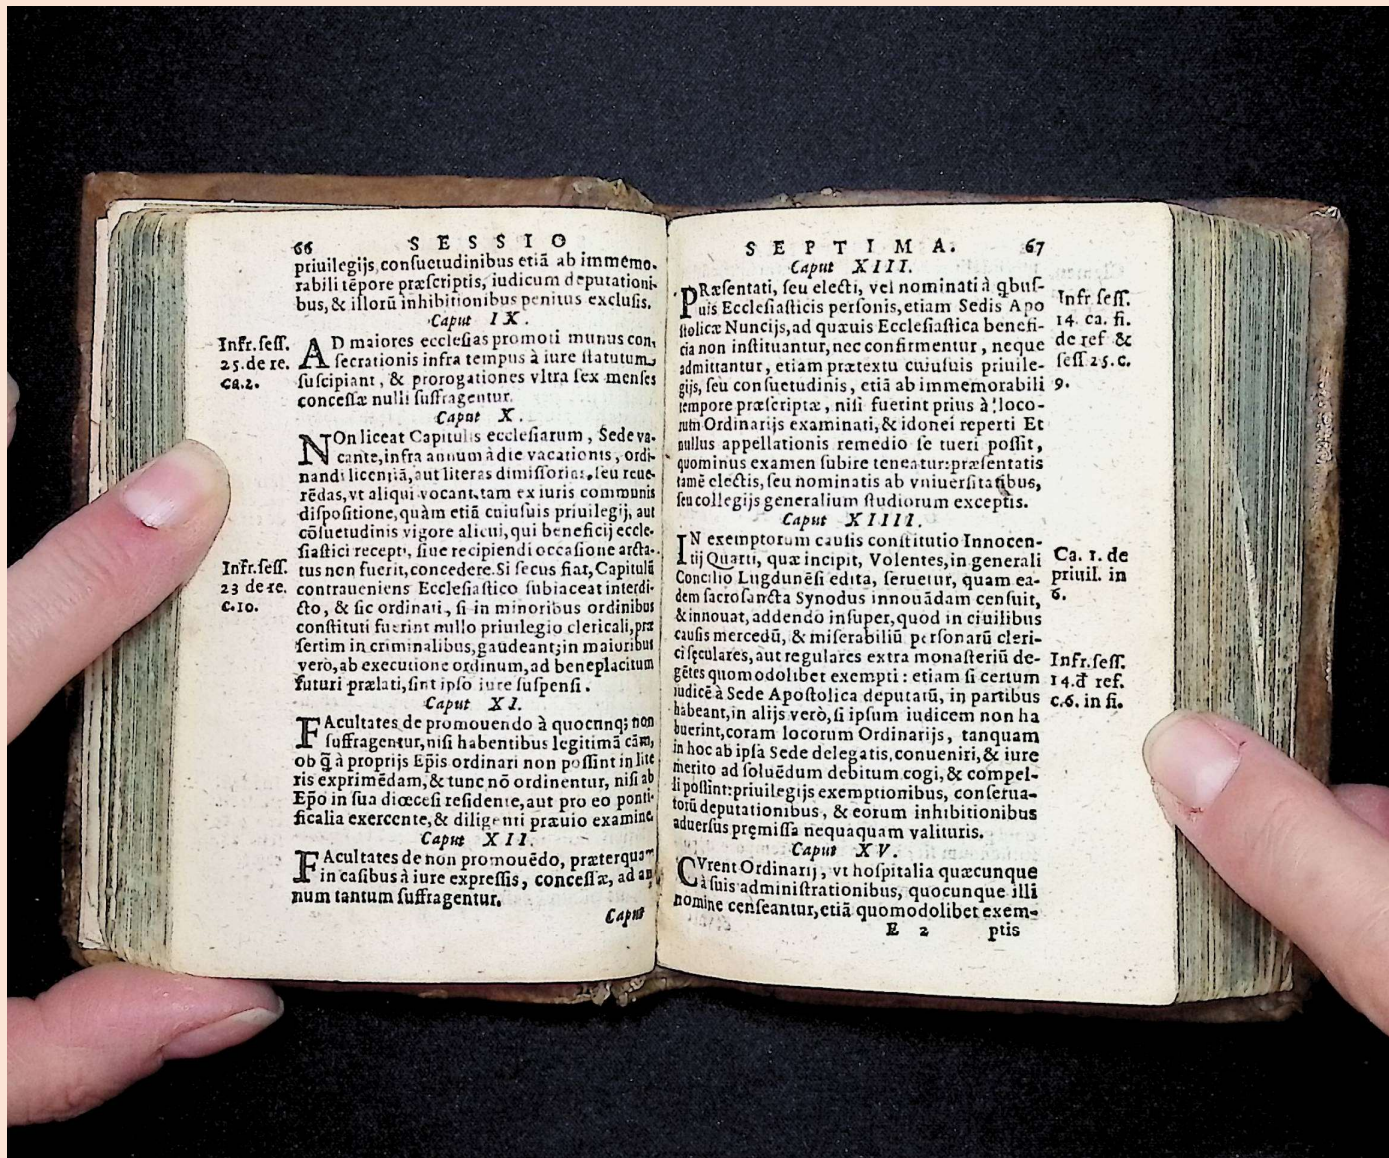 66 SESSIO
priuilegijs, conſuetudinibus etiã ab immemo-
rabili tẽpore præſcriptis, iudicum deputationi-
bus, & illorũ inhibitionibus penitus excluſis.
Caput IX.
Infr. ſeſſ.
25. de re.
ca.2.
AD maiores eccleſias promoti munus con,
ſecrationis infra tempus à iure ſtatutum,
ſuſcipiant, & prorogationes vltra ſex menſes
conceſſæ nulli ſuffragentur.
Caput X.
NOn liceat Capitulis eccleſiarum, Sede va-
cante, infra annum à die vacationis, ordi-
nandi licentiã, aut literas dimiſſorias, ſeu reue-
rẽdas, vt aliqui vocant, tam ex iuris communis
diſpoſitione, quàm etiã cuiuſuis priuilegij, aut
cõſuetudinis vigore alicui, qui beneficij eccle-
ſiaſtici recepti, ſiue recipiendi occaſione arcta-
Infr. ſeſſ.
23 de re.
c.10.
tus non fuerit, concedere. Si ſecus fiat, Capitulũ
contraueniens Eccleſiaſtico ſubiaceat interdi-
cto, & ſic ordinati, ſi in minoribus ordinibus
conſtituti fuerint nullo priuilegio clericali, præ
ſertim in criminalibus, gaudeant; in maioribus
verò, ab executione ordinum, ad beneplacitum
futuri prælati, ſint ipſo iure ſuſpenſi.
Caput XI.
FAcultates de promouendo à quocunq; non
ſuffragentur, niſi habentibus legitimã cãm,
ob q̃ à proprijs Ep̃is ordinari non poſſint in lite
ris exprimẽdam, & tunc nõ ordinentur, niſi ab
Ep̃o in ſua diœceſi reſidente, aut pro eo ponti-
ficalia exercente, & diligenti præuio examine.
Caput XII.
FAcultates de non promouẽdo, præterquam
in caſibus à iure expreſſis, conceſſæ, ad an
num tantum ſuffragentur.
Caput
SEPTIMA. 67
Caput XIII.
PRæſentati, ſeu electi, vel nominati à qbuſ-
uis Eccleſiaſticis perſonis, etiam Sedis Apo
ſtolicæ Nuncijs, ad quæuis Eccleſiaſtica benefi-
cia non inſtituantur, nec confirmentur, neque
admittantur, etiam prætextu cuiuſuis priuile-
gijs, ſeu conſuetudinis, etiã ab immemorabili
tempore præſcriptæ, niſi fuerint prius à loco-
rum Ordinarijs examinati, & idonei reperti Et
nullus appellationis remedio ſe tueri poſſit,
quominus examen ſubire teneatur: præſentatis
tamẽ electis, ſeu nominatis ab vniuerſitatibus,
ſeu collegijs generalium ſtudiorum exceptis.
Infr. ſeſſ.
14. ca. fi.
de ref &
ſeſſ 25. c.
9.
Caput XIIII.
IN exemptorum cauſis conſtitutio Innocen-
tij Quarti, quæ incipit, Volentes, in generali
Concilio Lugdunẽſi edita, ſeruetur, quam ea-
dem ſacroſancta Synodus innouãdam cenſuit,
& innouat, addendo inſuper, quod in ciuilibus
cauſis mercedũ, & miſerabiliũ perſonarũ cleri-
ci ſęculares, aut regulares extra monaſteriũ de-
gẽtes quomodolibet exempti: etiam ſi certum
iudicẽ à Sede Apoſtolica deputatũ, in partibus
habeant, in alijs verò, ſi ipſum iudicem non ha
buerint, coram locorum Ordinarijs, tanquam
in hoc ab ipſa Sede delegatis, conueniri, & iure
merito ad ſoluẽdum debitum cogi, & compel-
li poſſint: priuilegijs exemptionibus, conſerua-
torũ deputationibus, & eorum inhibitionibus
aduerſus pręmiſſa nequaquam valituris.
Ca. 1. de
priuil. in
6.
Infr. ſeſſ.
14. đ ref.
c.6. in fi.
Caput XV.
CVrent Ordinarij, vt hoſpitalia quæcunque
à ſuis adminiſtrationibus, quocunque illi
nomine cenſeantur, etiã quomodolibet exem-
E 2 ptis